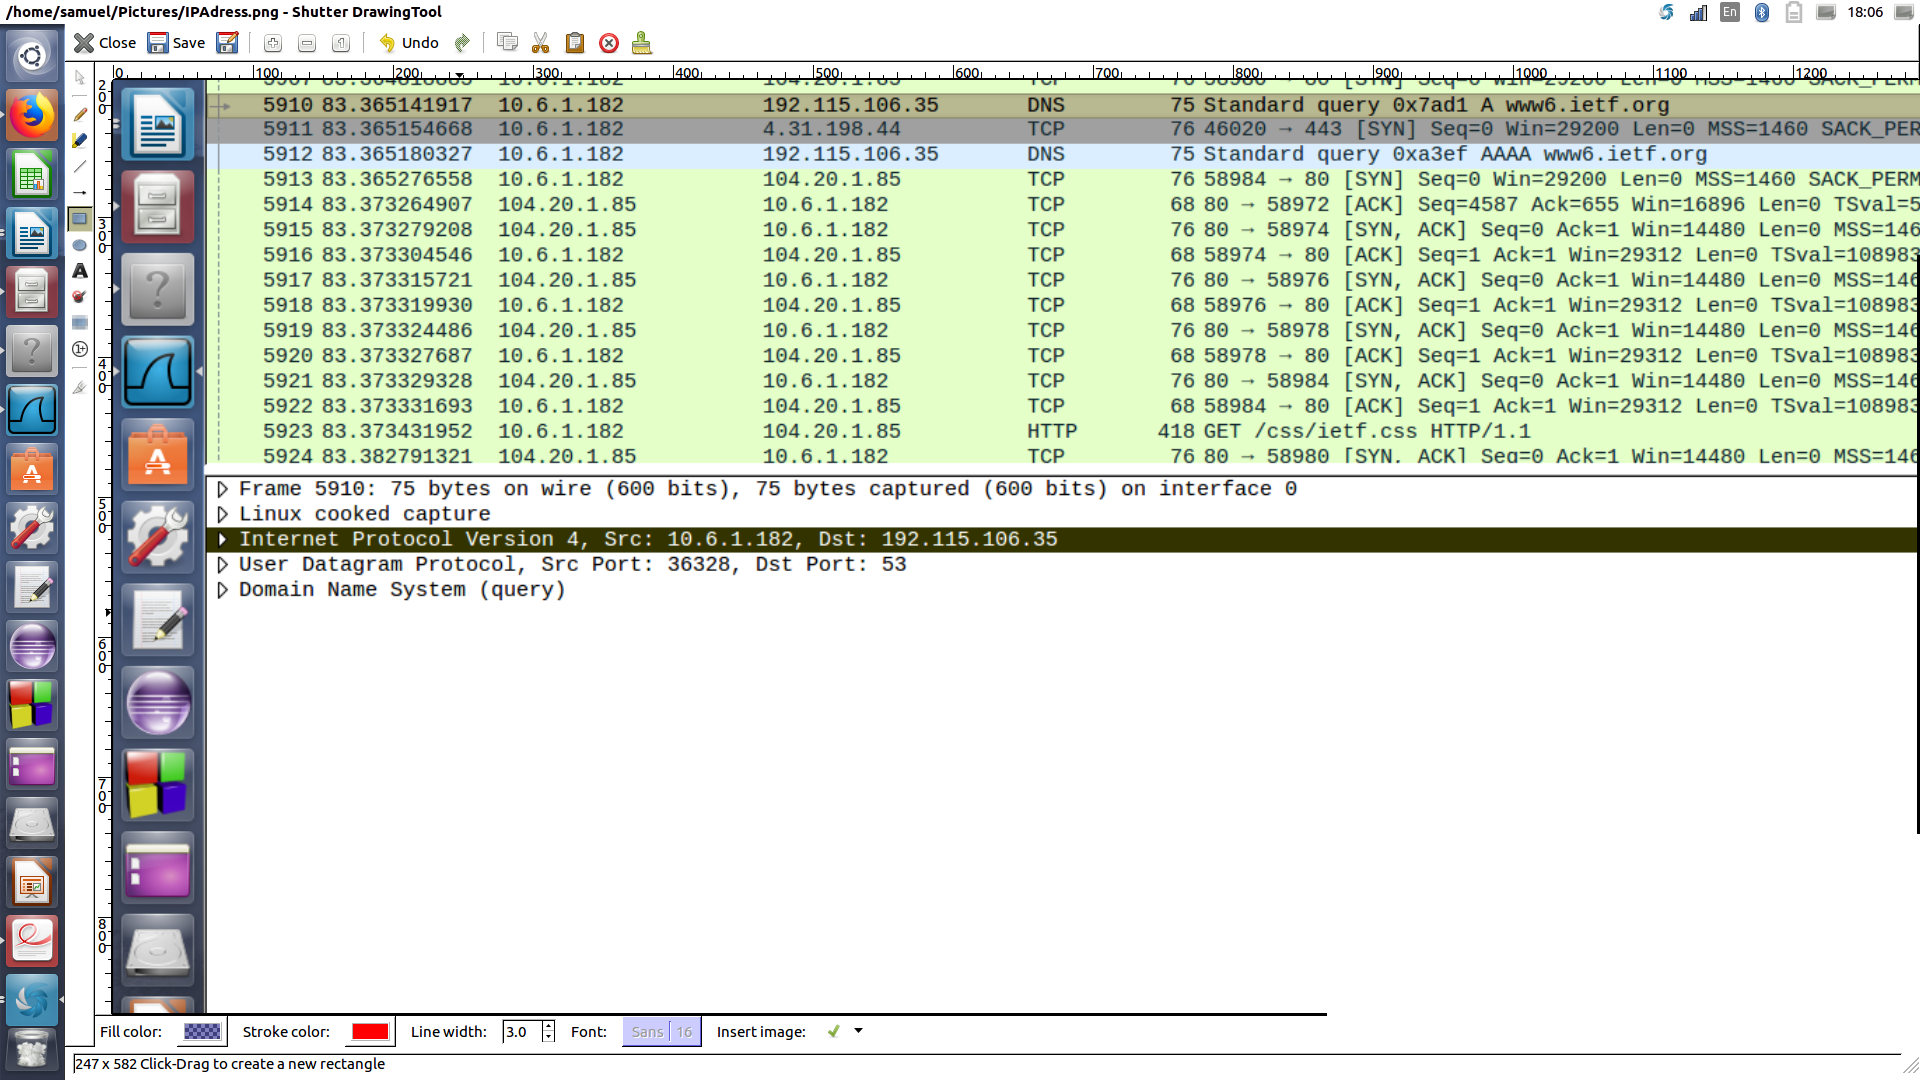 /home/samuel/Pictures/IPAdress.png - Shutter DrawingTool
En 18:06
Close Save Undo
0 100 200 300 400 500 600 700 800 900 1000 1100 1200
5910 83.365141917 10.6.1.182 192.115.106.35 DNS 75 Standard query 0x7ad1 A www6.ietf.org
5911 83.365154668 10.6.1.182 4.31.198.44 TCP 76 46020 → 443 [SYN] Seq=0 Win=29200 Len=0 MSS=1460 SACK_PER
5912 83.365180327 10.6.1.182 192.115.106.35 DNS 75 Standard query 0xa3ef AAAA www6.ietf.org
5913 83.365276558 10.6.1.182 104.20.1.85 TCP 76 58984 → 80 [SYN] Seq=0 Win=29200 Len=0 MSS=1460 SACK_PERM
5914 83.373264907 104.20.1.85 10.6.1.182 TCP 68 80 → 58972 [ACK] Seq=4587 Ack=655 Win=16896 Len=0 TSval=5
5915 83.373279208 104.20.1.85 10.6.1.182 TCP 76 80 → 58974 [SYN, ACK] Seq=0 Ack=1 Win=14480 Len=0 MSS=146
5916 83.373304546 10.6.1.182 104.20.1.85 TCP 68 58974 → 80 [ACK] Seq=1 Ack=1 Win=29312 Len=0 TSval=108983
5917 83.373315721 104.20.1.85 10.6.1.182 TCP 76 80 → 58976 [SYN, ACK] Seq=0 Ack=1 Win=14480 Len=0 MSS=146
5918 83.373319930 10.6.1.182 104.20.1.85 TCP 68 58976 → 80 [ACK] Seq=1 Ack=1 Win=29312 Len=0 TSval=108983
5919 83.373324486 104.20.1.85 10.6.1.182 TCP 76 80 → 58978 [SYN, ACK] Seq=0 Ack=1 Win=14480 Len=0 MSS=146
5920 83.373327687 10.6.1.182 104.20.1.85 TCP 68 58978 → 80 [ACK] Seq=1 Ack=1 Win=29312 Len=0 TSval=108983
5921 83.373329328 104.20.1.85 10.6.1.182 TCP 76 80 → 58984 [SYN, ACK] Seq=0 Ack=1 Win=14480 Len=0 MSS=146
5922 83.373331693 10.6.1.182 104.20.1.85 TCP 68 58984 → 80 [ACK] Seq=1 Ack=1 Win=29312 Len=0 TSval=108983
5923 83.373431952 10.6.1.182 104.20.1.85 HTTP 418 GET /css/ietf.css HTTP/1.1
5924 83.382791321 104.20.1.85 10.6.1.182 TCP 76 80 → 58980 [SYN, ACK] Seq=0 Ack=1 Win=14480 Len=0 MSS=146
Frame 5910: 75 bytes on wire (600 bits), 75 bytes captured (600 bits) on interface 0
Linux cooked capture
Internet Protocol Version 4, Src: 10.6.1.182, Dst: 192.115.106.35
User Datagram Protocol, Src Port: 36328, Dst Port: 53
Domain Name System (query)
200
300
400
500
600
700
800
Fill color: Stroke color: Line width: 3.0 Font: Sans 16 Insert image:
247 x 582 Click-Drag to create a new rectangle